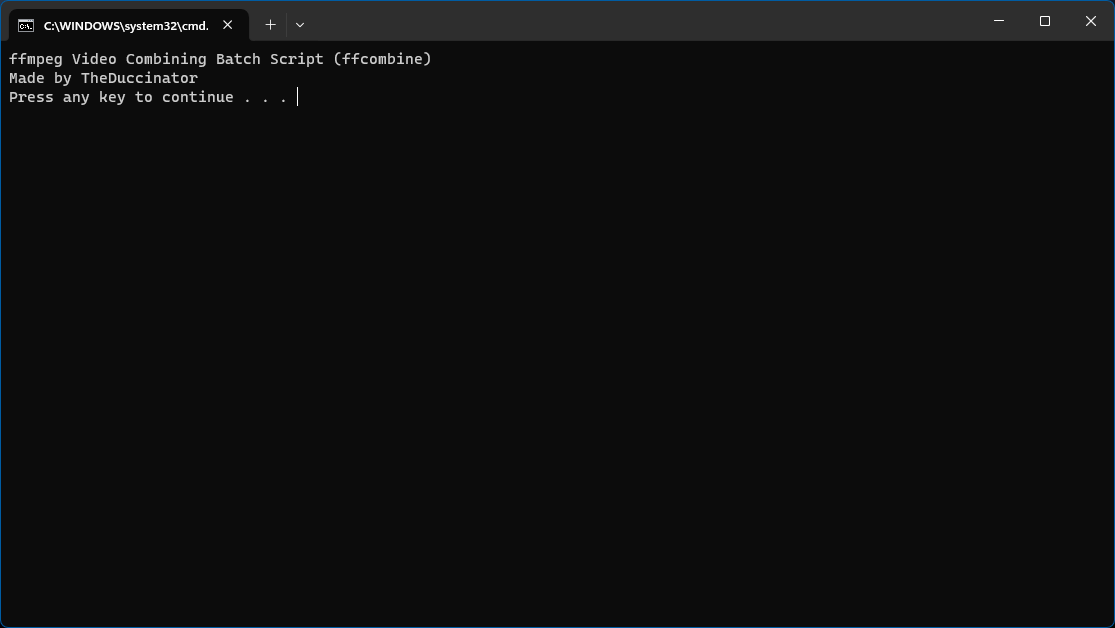 C:\WINDOWS\system32\cmd.
ffmpeg Video Combining Batch Script (ffcombine)
Made by TheDuccinator
Press any key to continue . . .